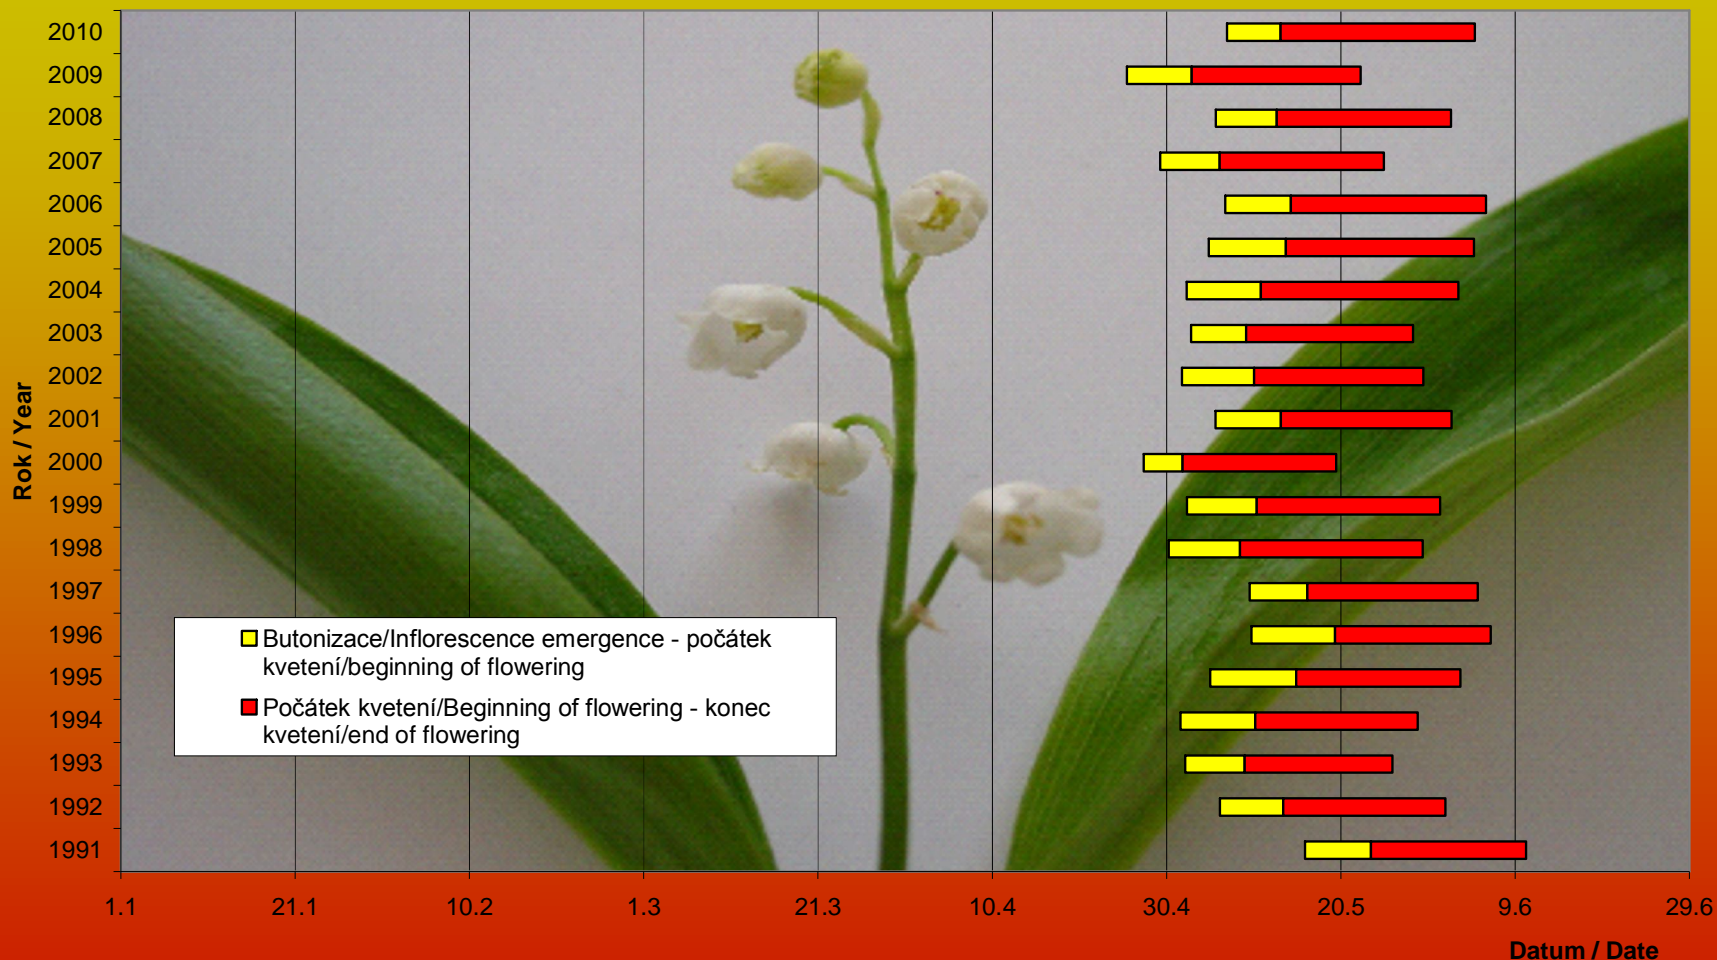 2010
2009
2008
2007
2006
2005
2004
2003
2002
2001
2000
1999
1998
1997
1996
1995
1994
1993
1992
1991
Rok / Year
Butonizace/Inflorescence emergence - počátek
kvetení/beginning of flowering
Počátek kvetení/Beginning of flowering - konec
kvetení/end of flowering
1.1 21.1 10.2 1.3 21.3 10.4 30.4 20.5 9.6 29.6
Datum / Date